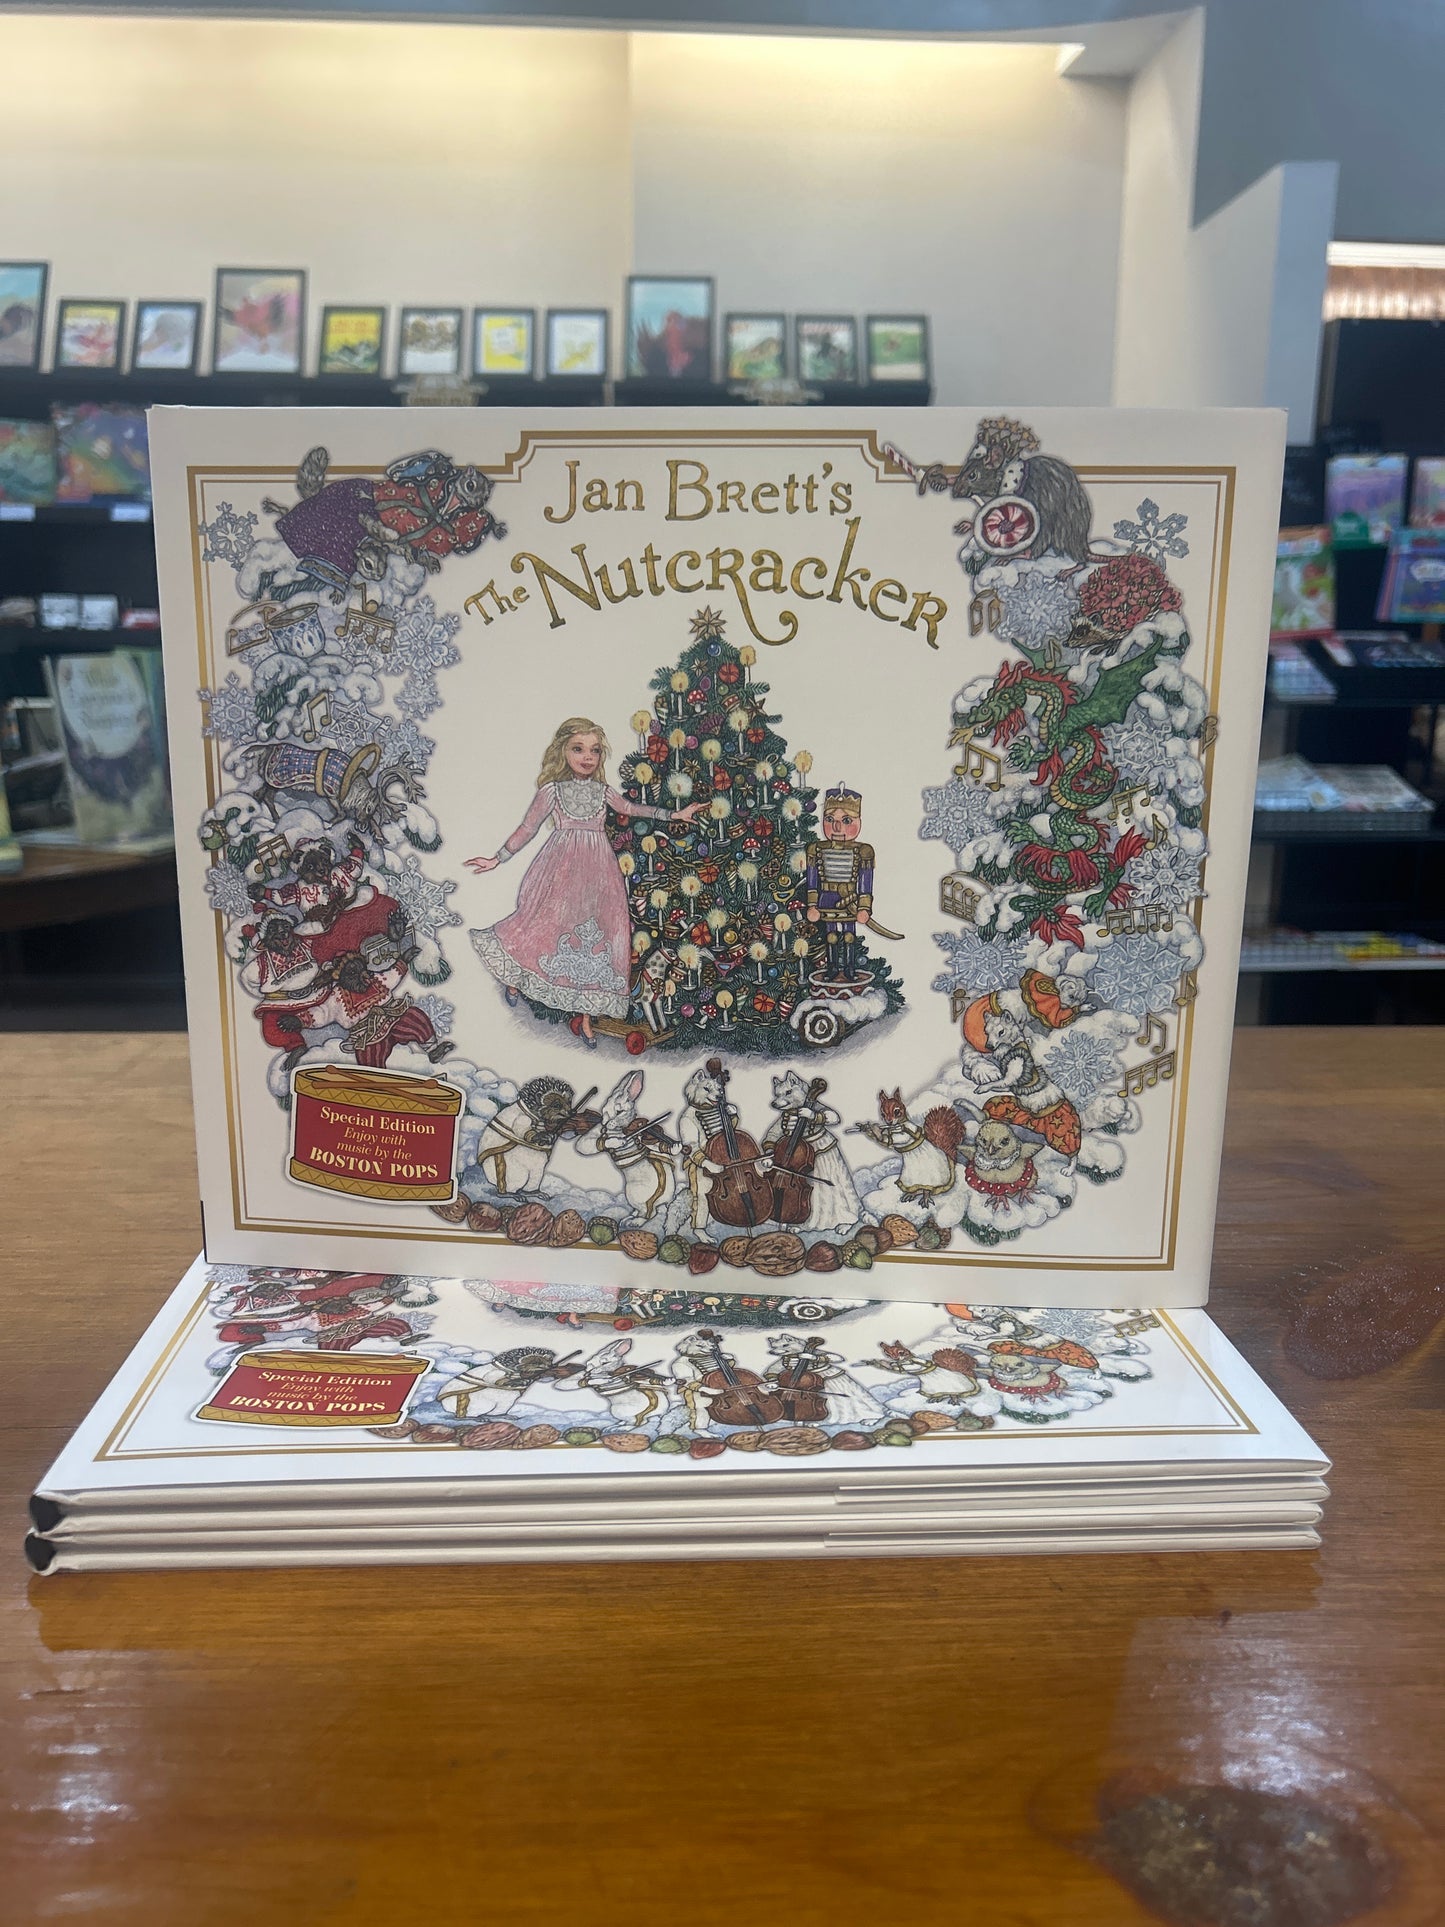 Jan Brett's
The Nutcracker
Special Edition
Enjoy with
music by the
BOSTON POPS
Special Edition
Enjoy with
music by the
BOSTON POPS